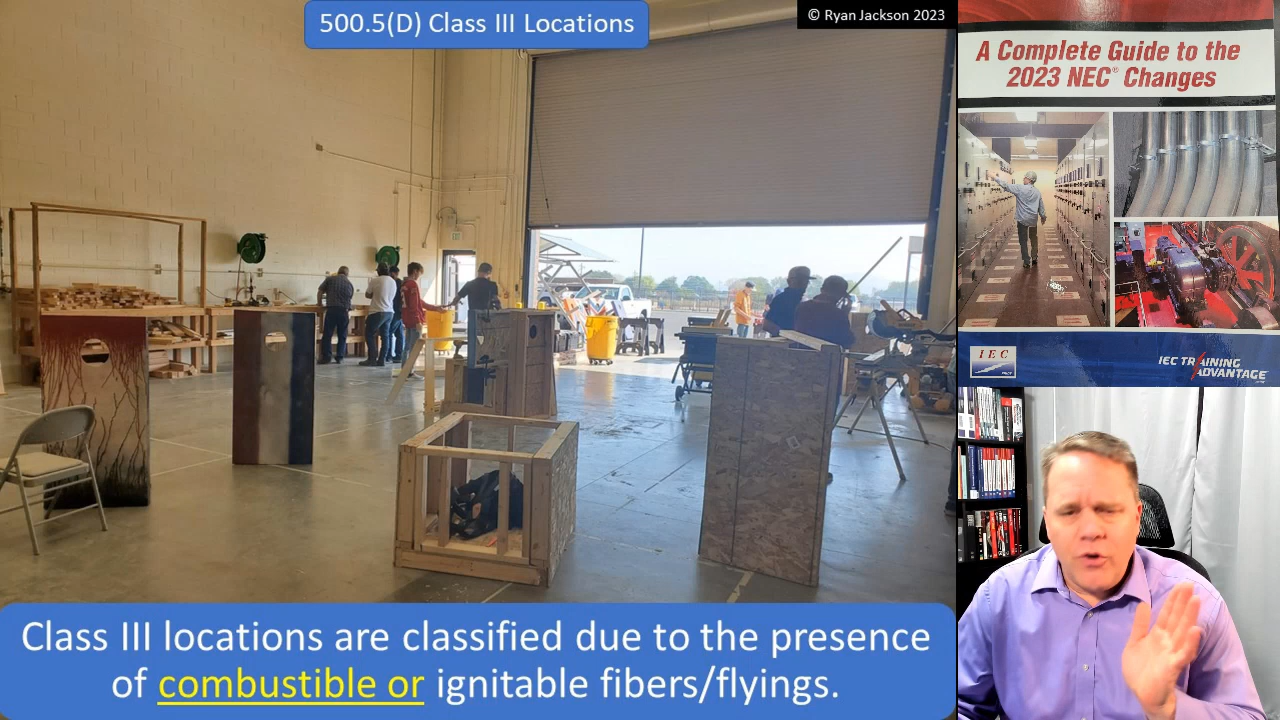 500.5(D) Class III Locations
© Ryan Jackson 2023
A Complete Guide to the
2023 NEC® Changes
IEC
IEC TRAINING
ADVANTAGE
Class III locations are classified due to the presence
of combustible or ignitable fibers/flyings.